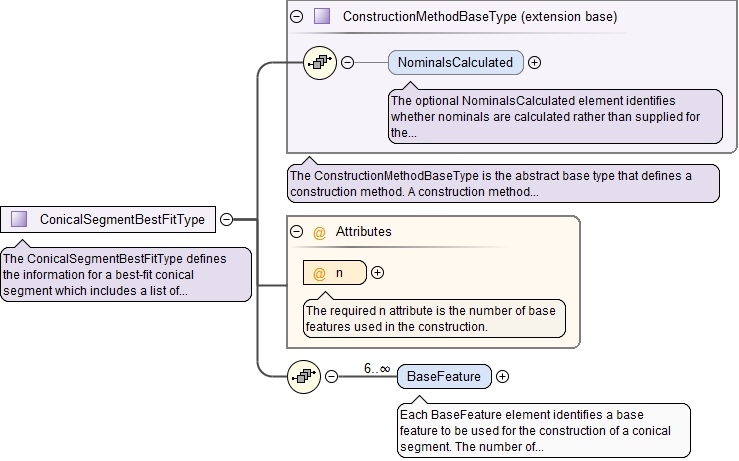 ConstructionMethodBaseType (extension base)
NominalsCalculated
The optional NominalsCalculated element identifies
whether nominals are calculated rather than supplied for
the...
The ConstructionMethodBaseType is the abstract base type that defines a
construction method. A construction method...
ConicalSegmentBestFitType
The ConicalSegmentBestFitType defines
the information for a best-fit conical
segment which includes a list of...
@ Attributes
@ n
The required n attribute is the number of base
features used in the construction.
6..∞
BaseFeature
Each BaseFeature element identifies a base
feature to be used for the construction of a conical
segment. The number of...